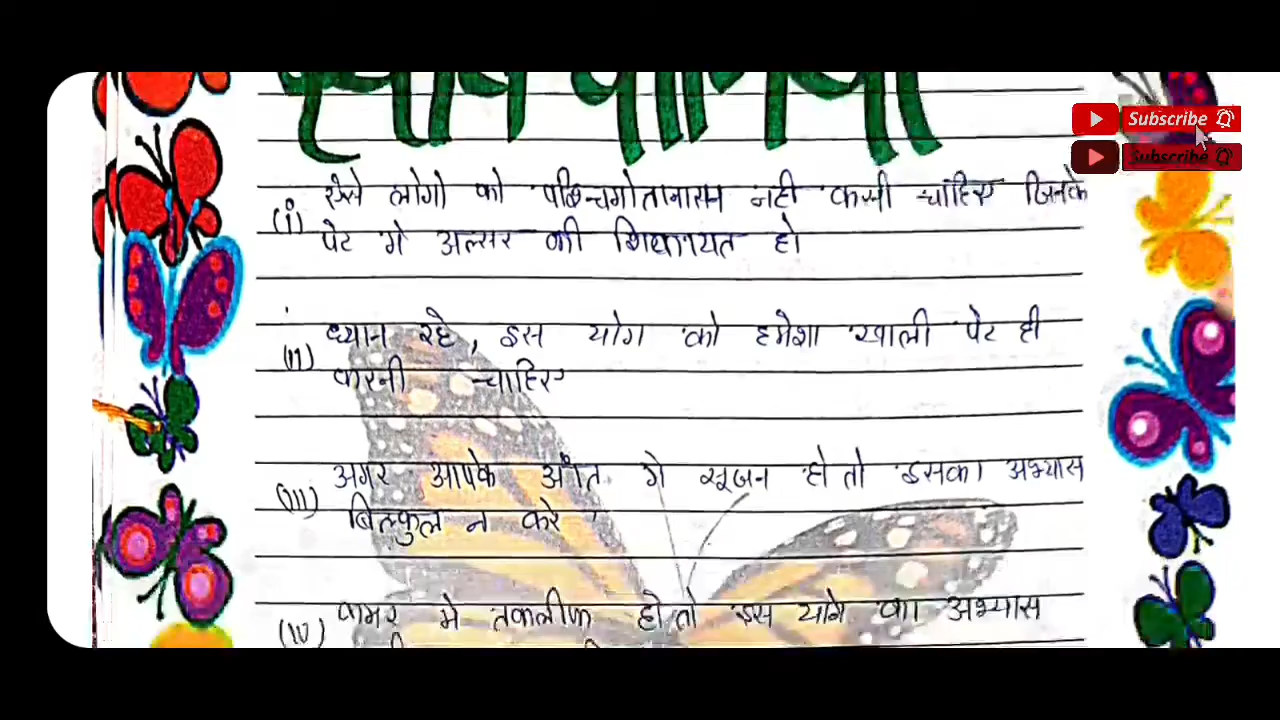 सावधानियां
Subscribe
Subscribe
(i) ऐसे लोगो को पश्चिमोतानासन नही करनी चाहिए जिनके
पेट मे अल्सर की शिकायत हो
(ii) ध्यान रहे, इस योग को हमेशा खाली पेट ही
करनी चाहिए
(iii) अगर आपके आंत मे सूजन हो तो इसका अभ्यास
बिल्कुल न करे
(iv) कमर मे तकलीफ हो तो इस योग का अभ्यास